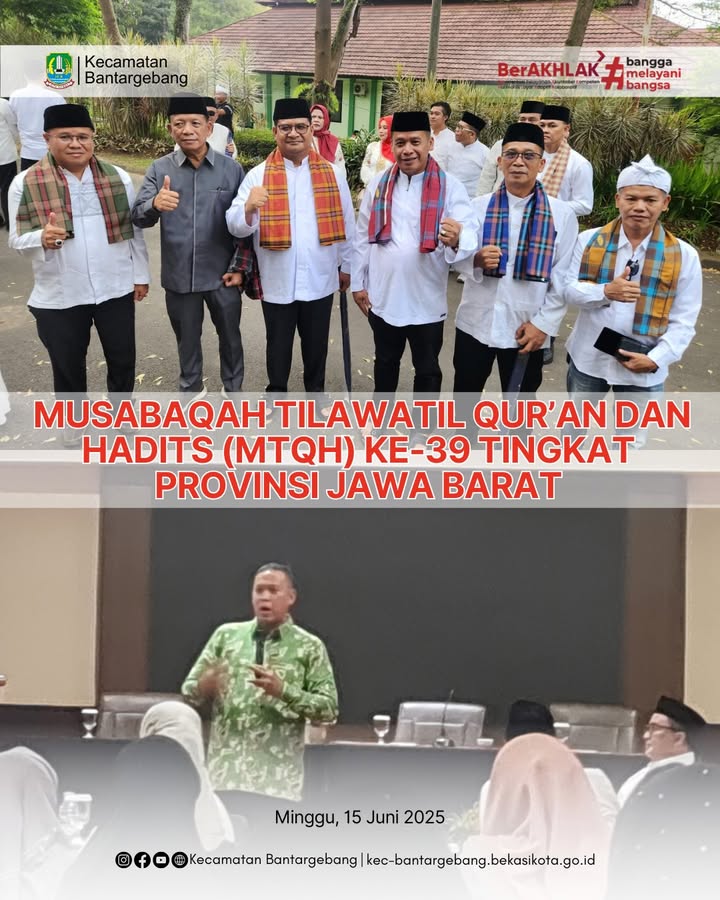 Kecamatan
Bantargebang
BerAKHLAK
# bangga
melayani
bangsa
MUSABAQAH TILAWATIL QUR'AN DAN
HADITS (MTQH) KE-39 TINGKAT
PROVINSI JAWA BARAT
Minggu, 15 Juni 2025
Kecamatan Bantargebang | kec-bantargebang.bekasikota.go.id